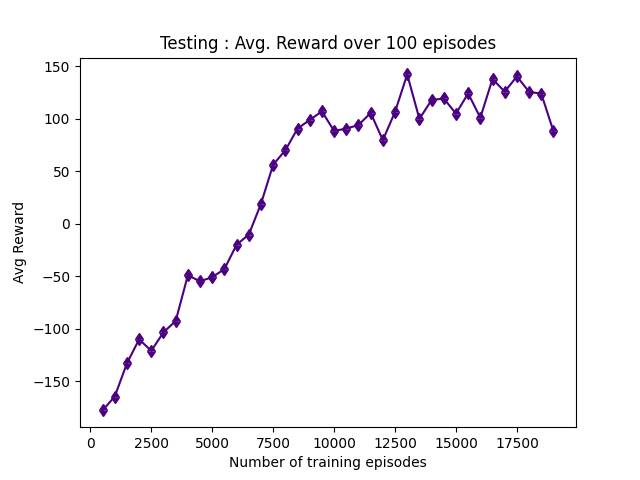 Testing : Avg. Reward over 100 episodes
150
100
50
0
−50
−100
−150
Avg Reward
0 2500 5000 7500 10000 12500 15000 17500
Number of training episodes